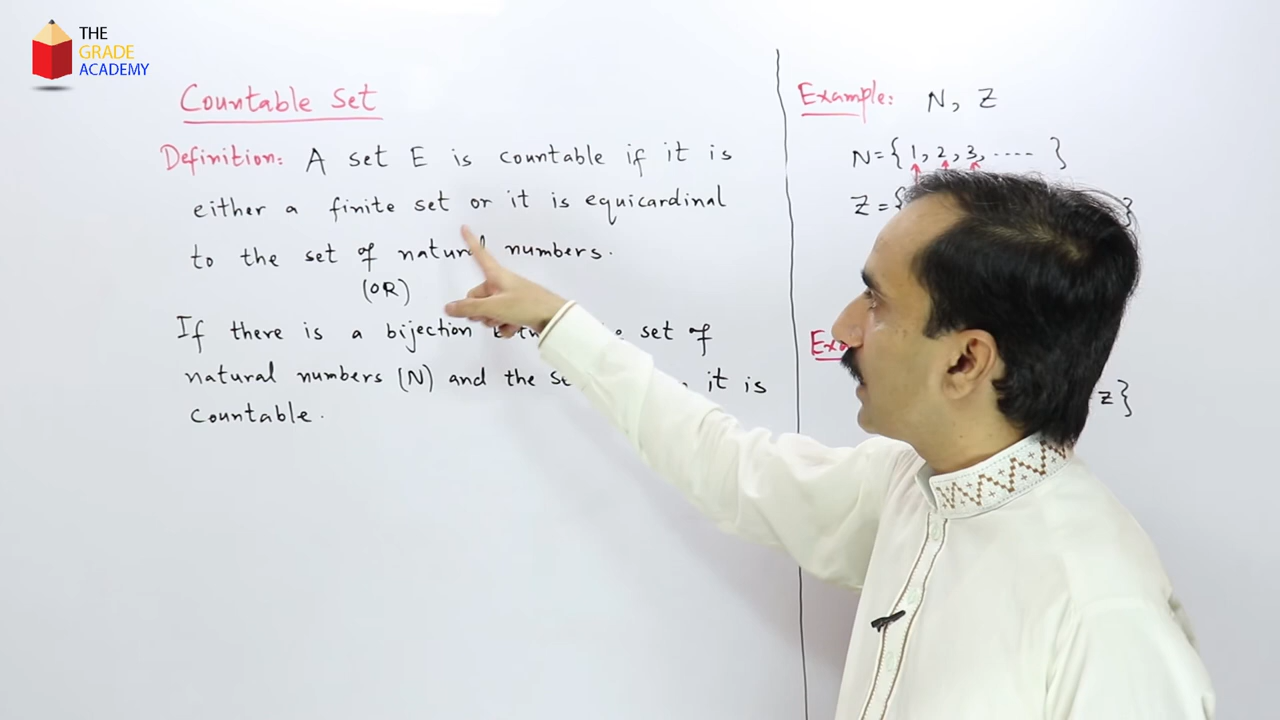 THE
GRADE
ACADEMY
Countable Set
Definition: A set E is countable if it is
either a finite set or it is equicardinal
to the set of natural numbers.
(OR)
If there is a bijection set of
natural numbers (N) and the it is
Countable.
Example: N, Z
N = { 1, 2, 3, .... }
Z = { }
z}